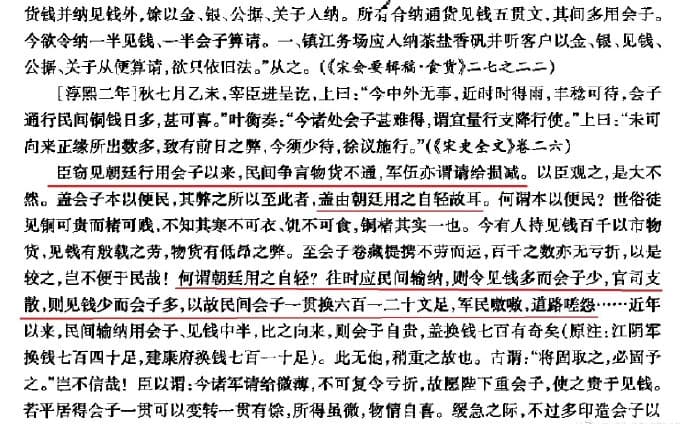 货钱并纳见钱外，馀以金、银、公据、关子入纳。所有合纳通货见钱五贯文，其间多用会子。
今欲令纳一半见钱、一半会子算请。一、镇江务场应入纳茶盐香矾并听客户以金、银、见钱、
公据、关子从便算请，欲只依旧法。”从之。（《宋会要辑稿·食货》二七之二二）
［淳熙二年］秋七月乙未，宰臣进呈讫，上曰：“今中外无事，近时时得雨，丰稔可待，会子
通行民间铜钱日多，甚可喜。”叶衡奏：“今诸处会子甚难得，谓宜量行支降行使。”上曰：“未可
向来正缘所出数多，致有前日之弊，今须少待，徐议施行。”（《宋史全文》卷二六）
臣窃见朝廷行用会子以来，民间争言物货不通，军伍亦谓请给损减。以臣观之，是大不
然。盖会子本以便民，其弊之所以至此者，盖由朝廷用之自轻故耳。何谓本以便民？世俗徒
见铜可贵而楮可贱，不知其寒不可衣、饥不可食，铜楮其实一也。今有人持见钱百千以市物
货，见钱有般载之劳，物货有低昂之弊。至会子卷藏提携不劳而运，百千之数亦无亏折，以是
较之，岂不便于民哉！何谓朝廷用之自轻？往时应民间输纳，则令见钱多而会子少，官司支
散，则见钱少而会子多，以故民间会子一贯换六百一二十文足，军民嗷嗷，道路嗟怨……近年
以来，民间输纳用会子、见钱中半，比之向来，则会子自贵，盖换钱七百有奇矣（原注：江阴军
换钱七百四十足，建康府换钱七百一十足）。此无他，稍重之故也。古谓：“将固取之，必固予
之。”岂不信哉！臣以谓：今诸军请给微薄，不可复令亏折，故愿陛下重会子，使之贵于见钱。
若平居得会子一贯可以变转一贯有馀，所得虽微，物情自喜。缓急之际，不过多印造会子以